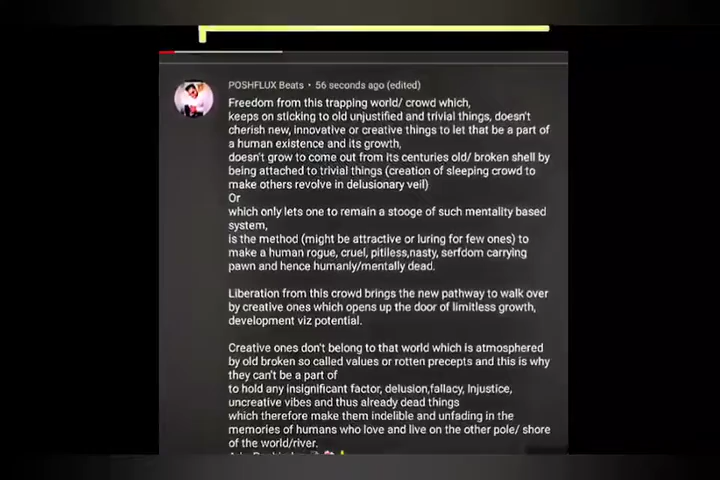 POSHFLUX Beats • 56 seconds ago (edited)
Freedom from this trapping world/ crowd which,
keeps on sticking to old unjustified and trivial things, doesn't
cherish new, innovative or creative things to let that be a part of
a human existence and its growth,
doesn't grow to come out from its centuries old/ broken shell by
being attached to trivial things (creation of sleeping crowd to
make others revolve in delusionary veil)
Or
which only lets one to remain a stooge of such mentality based
system,
is the method (might be attractive or luring for few ones) to
make a human rogue, cruel, pitiless,nasty, serfdom carrying
pawn and hence humanly/mentally dead.
Liberation from this crowd brings the new pathway to walk over
by creative ones which opens up the door of limitless growth,
development viz potential.
Creative ones don't belong to that world which is atmosphered
by old broken so called values or rotten precepts and this is why
they can't be a part of
to hold any insignificant factor, delusion,fallacy, Injustice,
uncreative vibes and thus already dead things
which therefore make them indelible and unfading in the
memories of humans who love and live on the other pole/ shore
of the world/river.